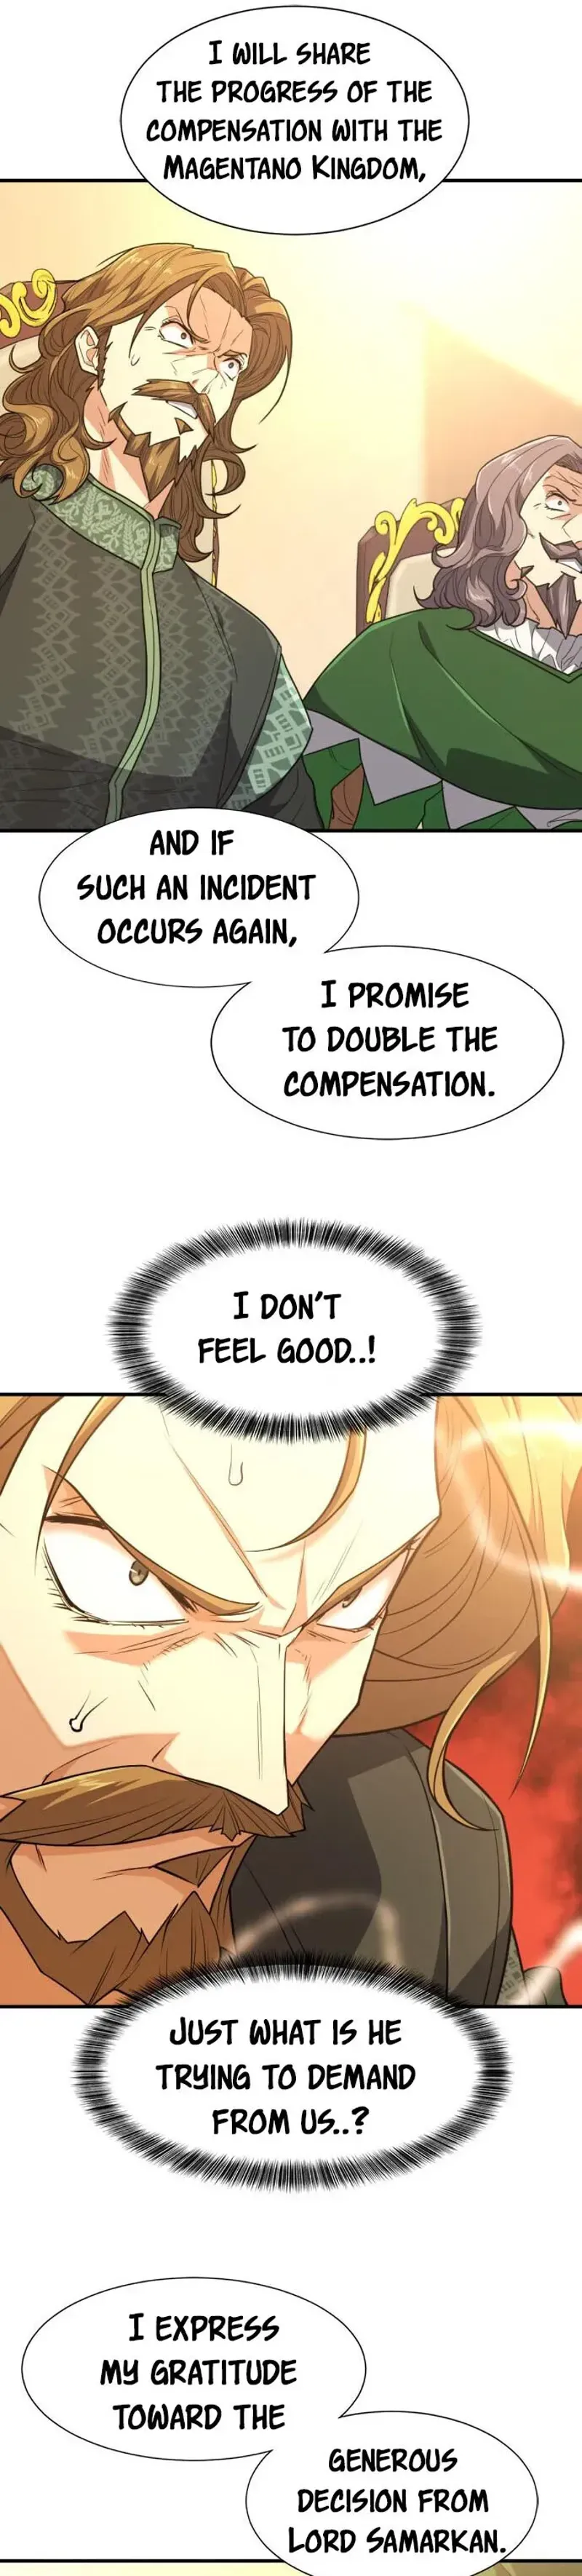 I WILL SHARE
THE PROGRESS OF THE
COMPENSATION WITH THE
MAGENTANO KINGDOM,
AND IF
SUCH AN INCIDENT
OCCURS AGAIN,
I PROMISE
TO DOUBLE THE
COMPENSATION.
I DON'T
FEEL GOOD..!
JUST WHAT IS HE
TRYING TO DEMAND
FROM US..?
I EXPRESS
MY GRATITUDE
TOWARD THE
GENEROUS
DECISION FROM
LORD SAMARKAN.